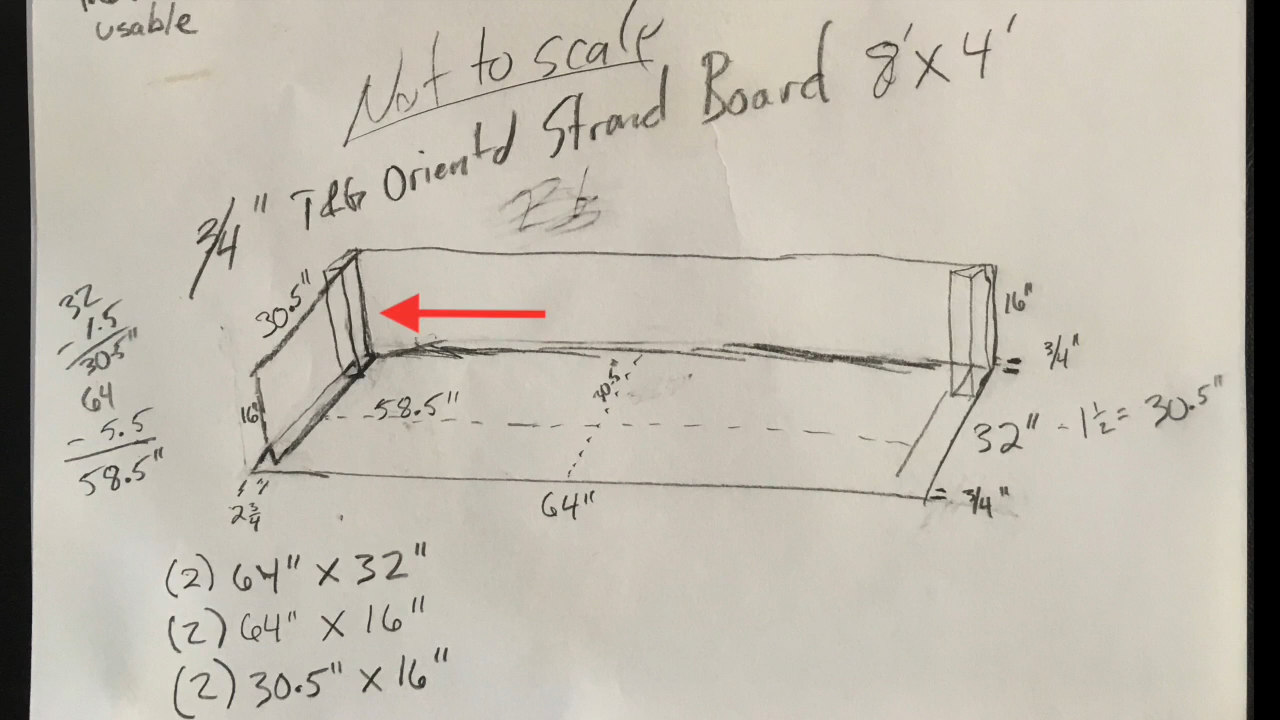 usable
Not to scale
3/4" T&G Orientd Strand Board 8'x4'
30.5"
32
- 1.5
30.5"
64
- 5.5
58.5"
16"
3/4"
30.5
58.5"
16"
32" - 1 1/2 = 30.5"
3/4"
2 3/4
64"
(2) 64" x 32"
(2) 64" x 16"
(2) 30.5" x 16"